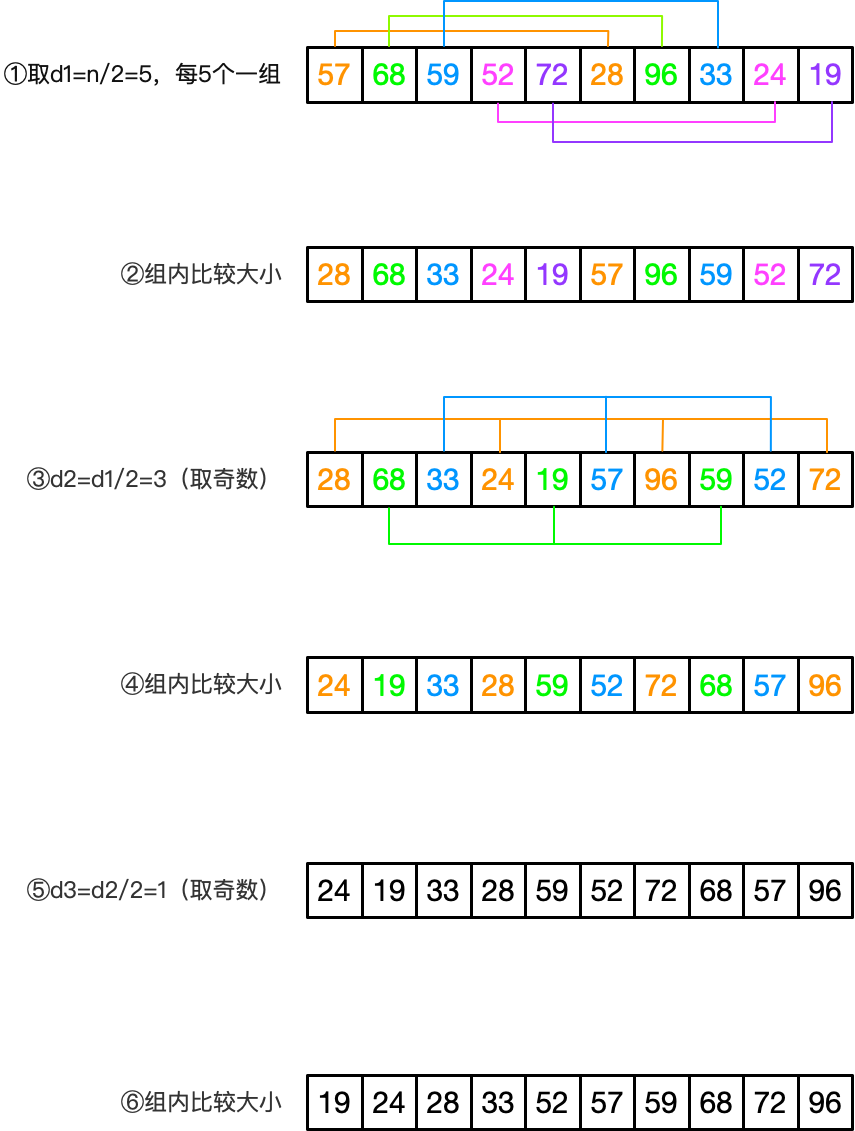 ①取d1=n/2=5，每5个一组 57 68 59 52 72 28 96 33 24 19
②组内比较大小 28 68 33 24 19 57 96 59 52 72
③d2=d1/2=3（取奇数） 28 68 33 24 19 57 96 59 52 72
④组内比较大小 24 19 33 28 59 52 72 68 57 96
⑤d3=d2/2=1（取奇数） 24 19 33 28 59 52 72 68 57 96
⑥组内比较大小 19 24 28 33 52 57 59 68 72 96